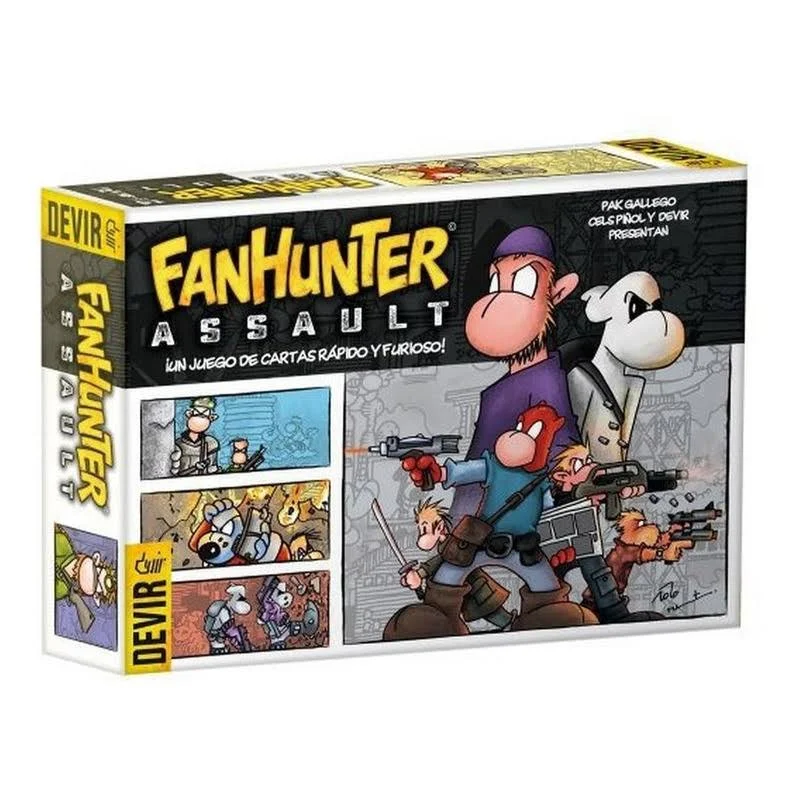 DEVIR
FANHUNTER
ASSAULT
FANHUNTER©
ASSAULT
¡UN JUEGO DE CARTAS RÁPIDO Y FURIOSO!
PAK GALLEGO
CELS PIÑOL Y DEVIR
PRESENTAN
DEVIR
FANHUNTER
DEVIR